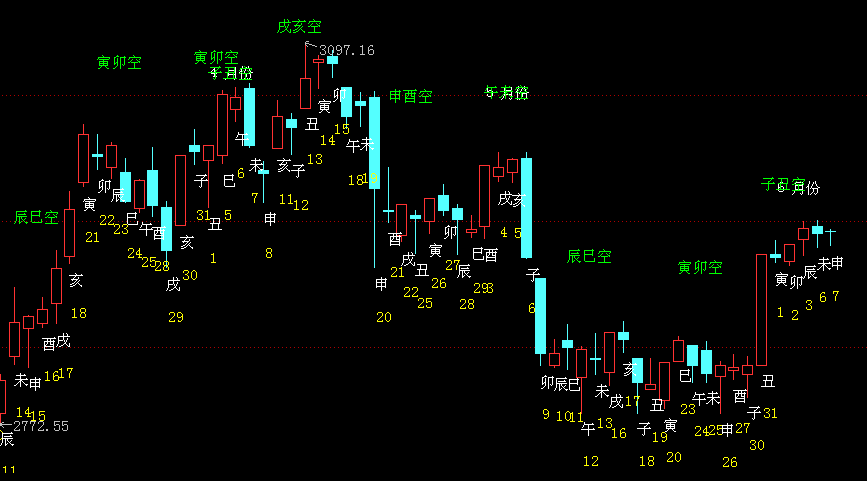 戌亥空
3097.16
寅卯空
寅卯空
月份
申酉空
5 月份
子丑空
月份
辰巳空
辰巳空
寅卯空
2772.55
辰
11
未
14
申
15
酉
16
戌
17
亥
18
寅
21
卯
22
辰
23
巳
24
午
25
酉
28
戌
29
亥
30
子
31
丑
1
巳
5
午
6
未
7
申
8
亥
11
子
12
丑
13
寅
14
卯
15
午
18
未
19
申
20
酉
21
戌
22
丑
25
寅
26
卯
27
辰
28
巳
29
酉
3
戌
4
亥
5
子
6
卯
9
辰
10
巳
11
午
12
未
13
戌
16
亥
17
子
18
丑
19
寅
20
巳
23
午
24
未
25
申
26
酉
27
子
30
丑
31
寅
1
卯
2
辰
3
未
6
申
7